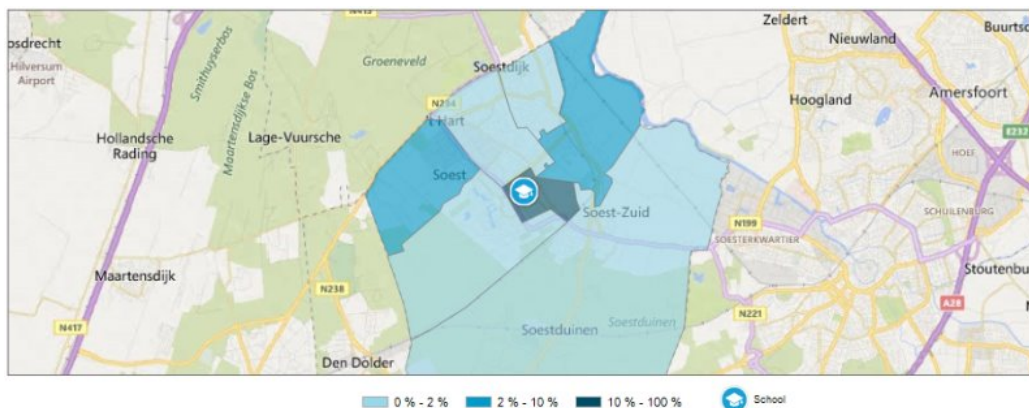 N413
Zeldert
Nieuwland
Buurtsc
osdrecht
Hilversum
Airport
Smithuyserbos
Groeneveld
Soestdijk
Hoogland
Amersfoort
E232
N234
't Hart
Hollandsche
Rading
Maartensdijkse Bos
Lage-Vuursche
HOEF
Soest
Soest-Zuid
SCHUILENBURG
N199
SOESTERKWARTIER
Maartensdijk
Stoutenbu
N238
A28
N417
Soestduinen
Soestduinen
N221
Den Dolder
0 % - 2 %
2 % - 10 %
10 % - 100 %
School